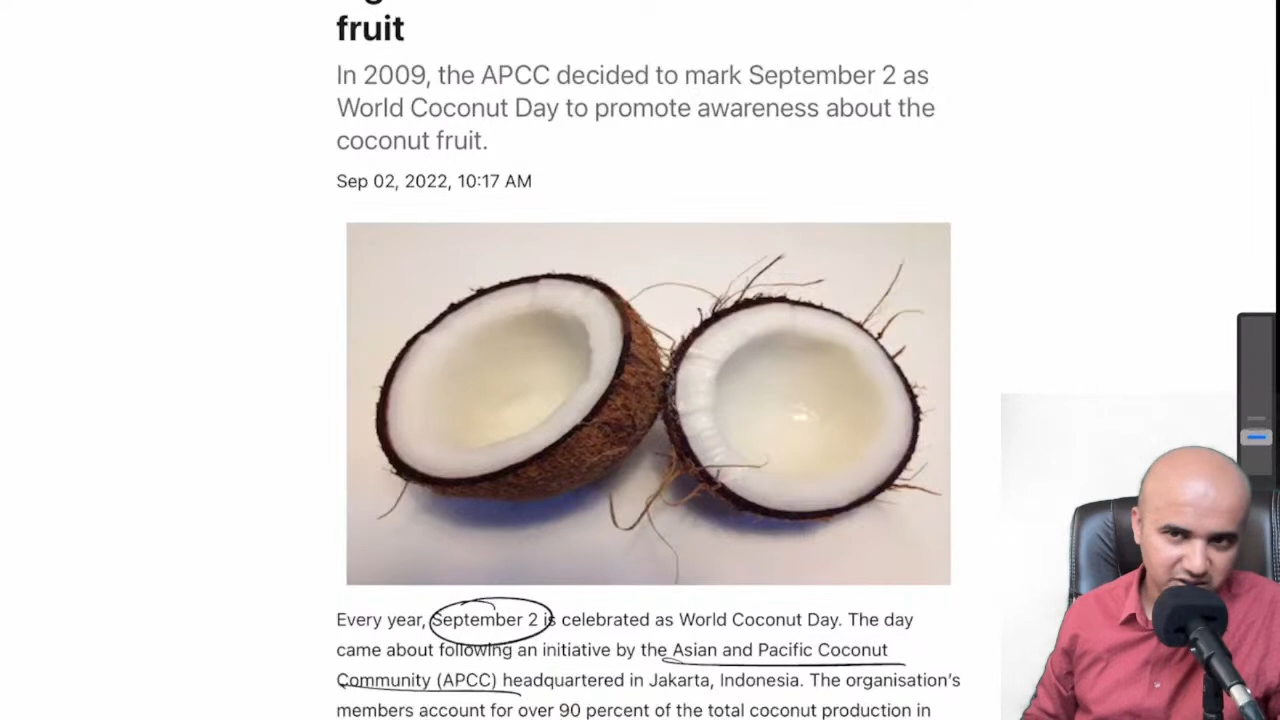 fruit
In 2009, the APCC decided to mark September 2 as
World Coconut Day to promote awareness about the
coconut fruit.
Sep 02, 2022, 10:17 AM
Every year, September 2 is celebrated as World Coconut Day. The day
came about following an initiative by the Asian and Pacific Coconut
Community (APCC) headquartered in Jakarta, Indonesia. The organisation's
members account for over 90 percent of the total coconut production in